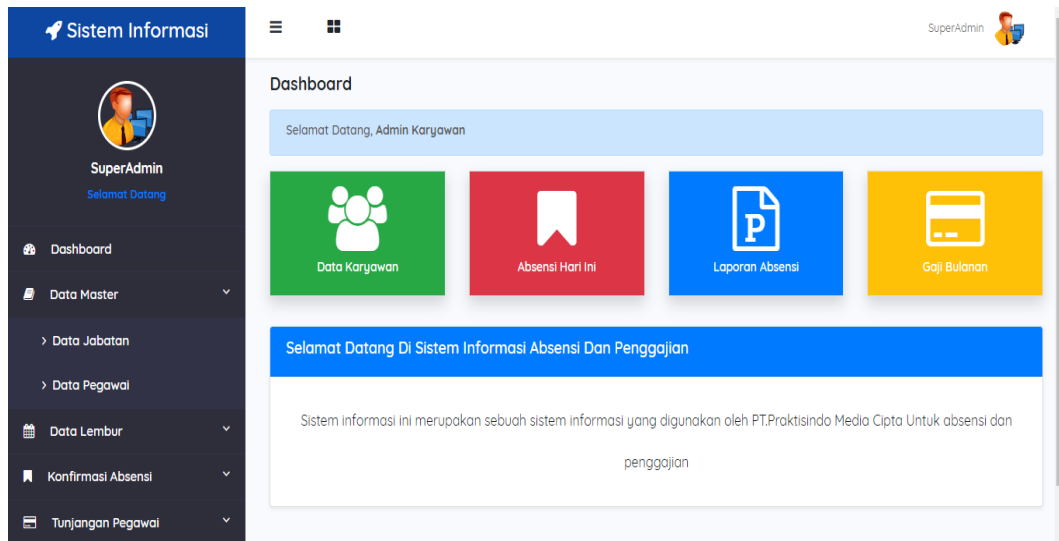 Sistem Informasi
SuperAdmin
Selamat Datang
Dashboard
Data Master
> Data Jabatan
> Data Pegawai
Data Lembur
Konfirmasi Absensi
Tunjangan Pegawai
SuperAdmin
Dashboard
Selamat Datang, Admin Karyawan
Data Karyawan
Absensi Hari Ini
P
Laporan Absensi
Gaji Bulanan
Selamat Datang Di Sistem Informasi Absensi Dan Penggajian
Sistem informasi ini merupakan sebuah sistem informasi yang digunakan oleh PT.Praktisindo Media Cipta Untuk absensi dan
penggajian